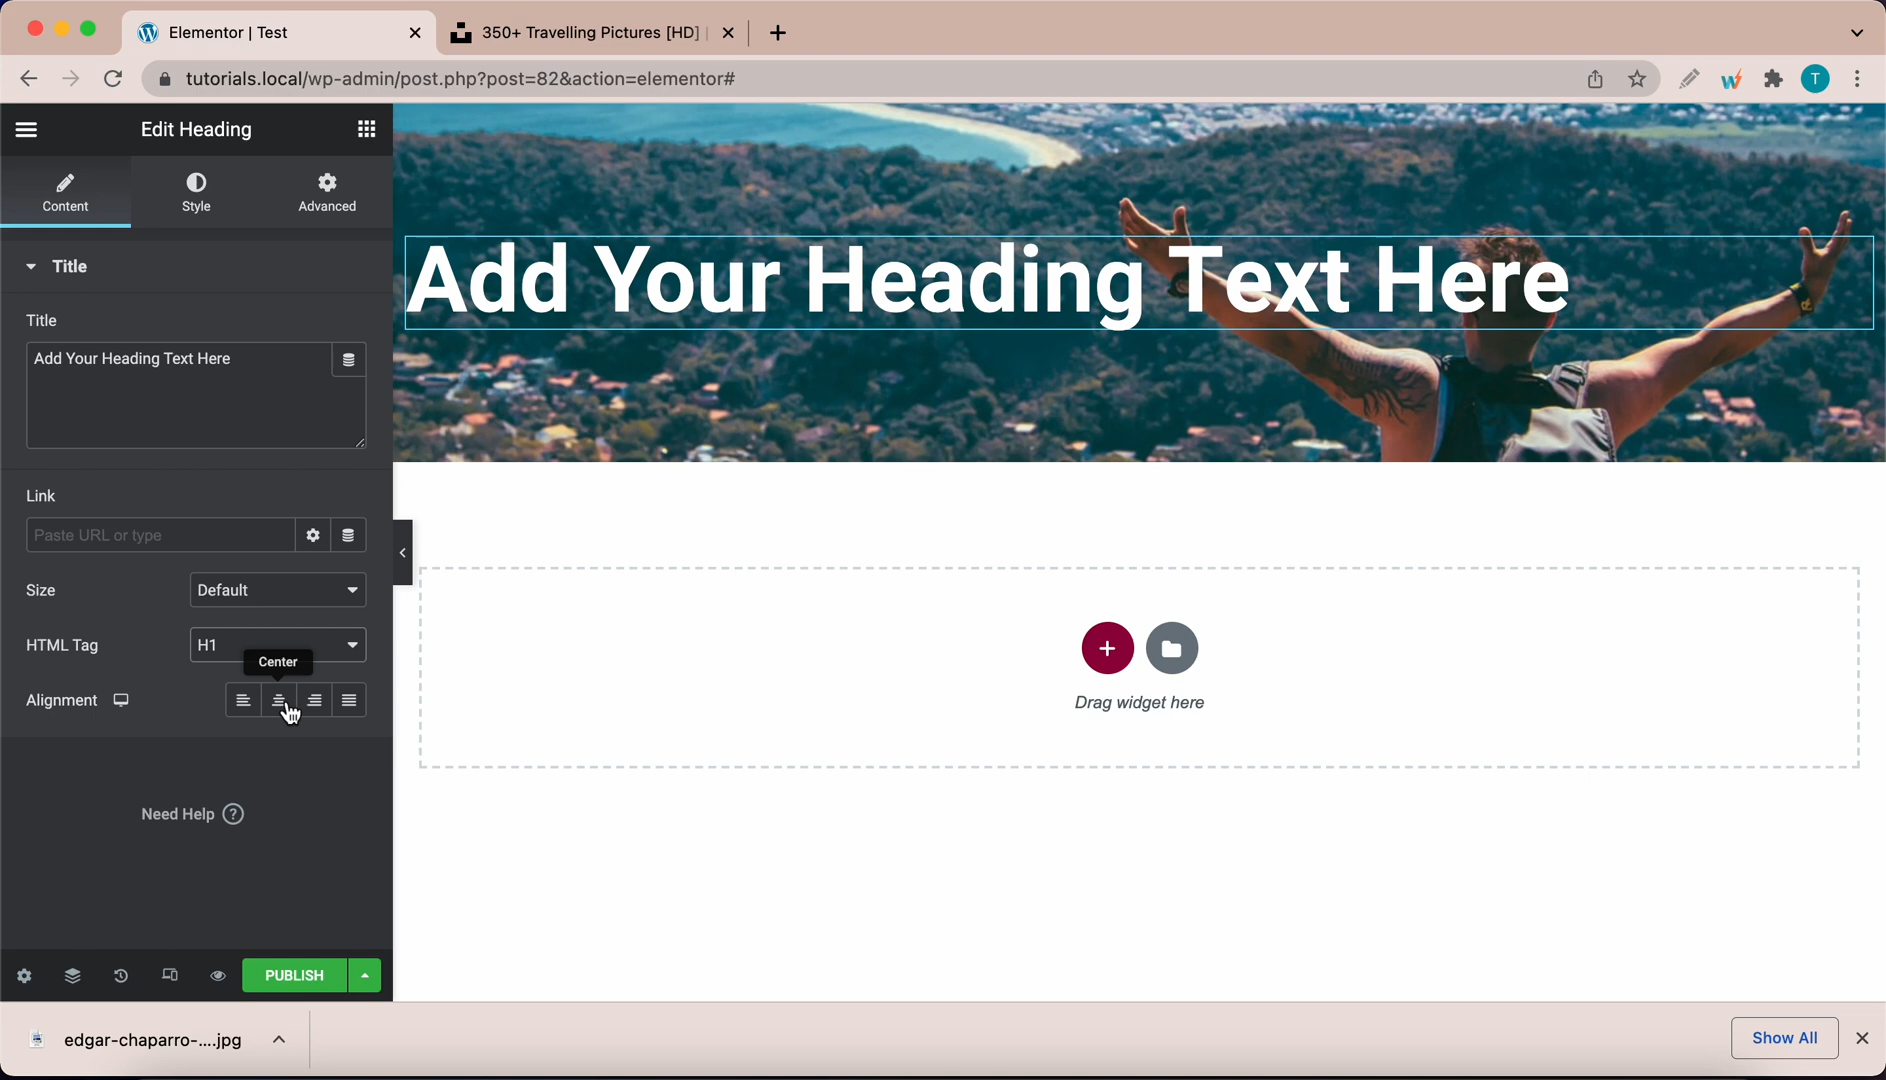 Elementor | Test
350+ Travelling Pictures [HD] |
tutorials.local/wp-admin/post.php?post=82&action=elementor#
T
Edit Heading
Content
Style
Advanced
Title
Title
Add Your Heading Text Here
Link
Paste URL or type
Size
Default
HTML Tag
H1
Center
Alignment
Need Help ?
PUBLISH
Add Your Heading Text Here
Drag widget here
edgar-chaparro-....jpg
Show All